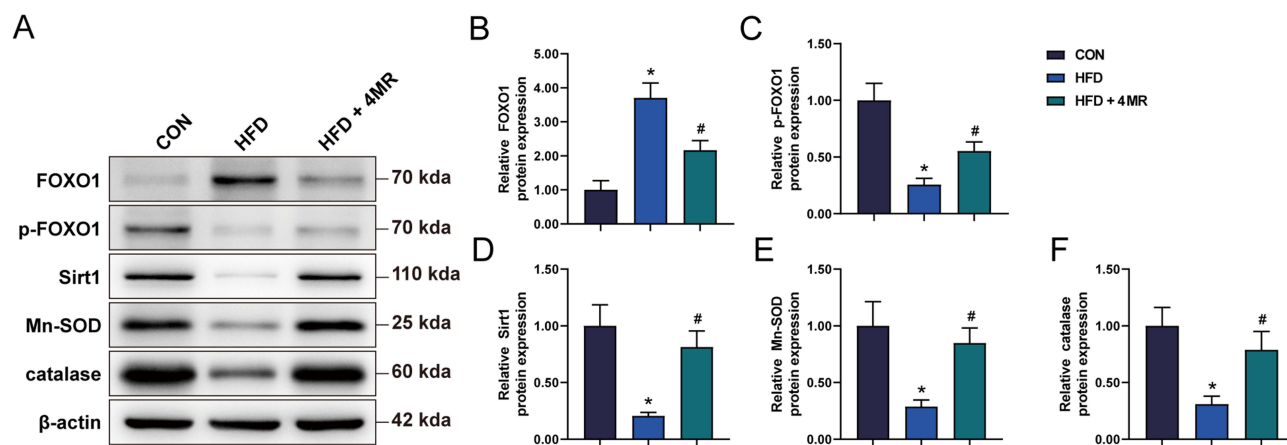 A
CON
HFD
HFD + 4MR
FOXO1
70 kda
p-FOXO1
70 kda
Sirt1
110 kda
Mn-SOD
25 kda
catalase
60 kda
β-actin
42 kda
B
Relative FOXO1
protein expression
5.00
4.00
3.00
2.00
1.00
0.00
*
#
C
Relative p-FOXO1
protein expression
1.50
1.00
0.50
0.00
*
#
CON
HFD
HFD + 4MR
D
Relative Sirt1
protein expression
1.50
1.00
0.50
0.00
*
#
E
Relative Mn-SOD
protein expression
1.50
1.00
0.50
0.00
*
#
F
Relative catalase
protein expression
1.50
1.00
0.50
0.00
*
#